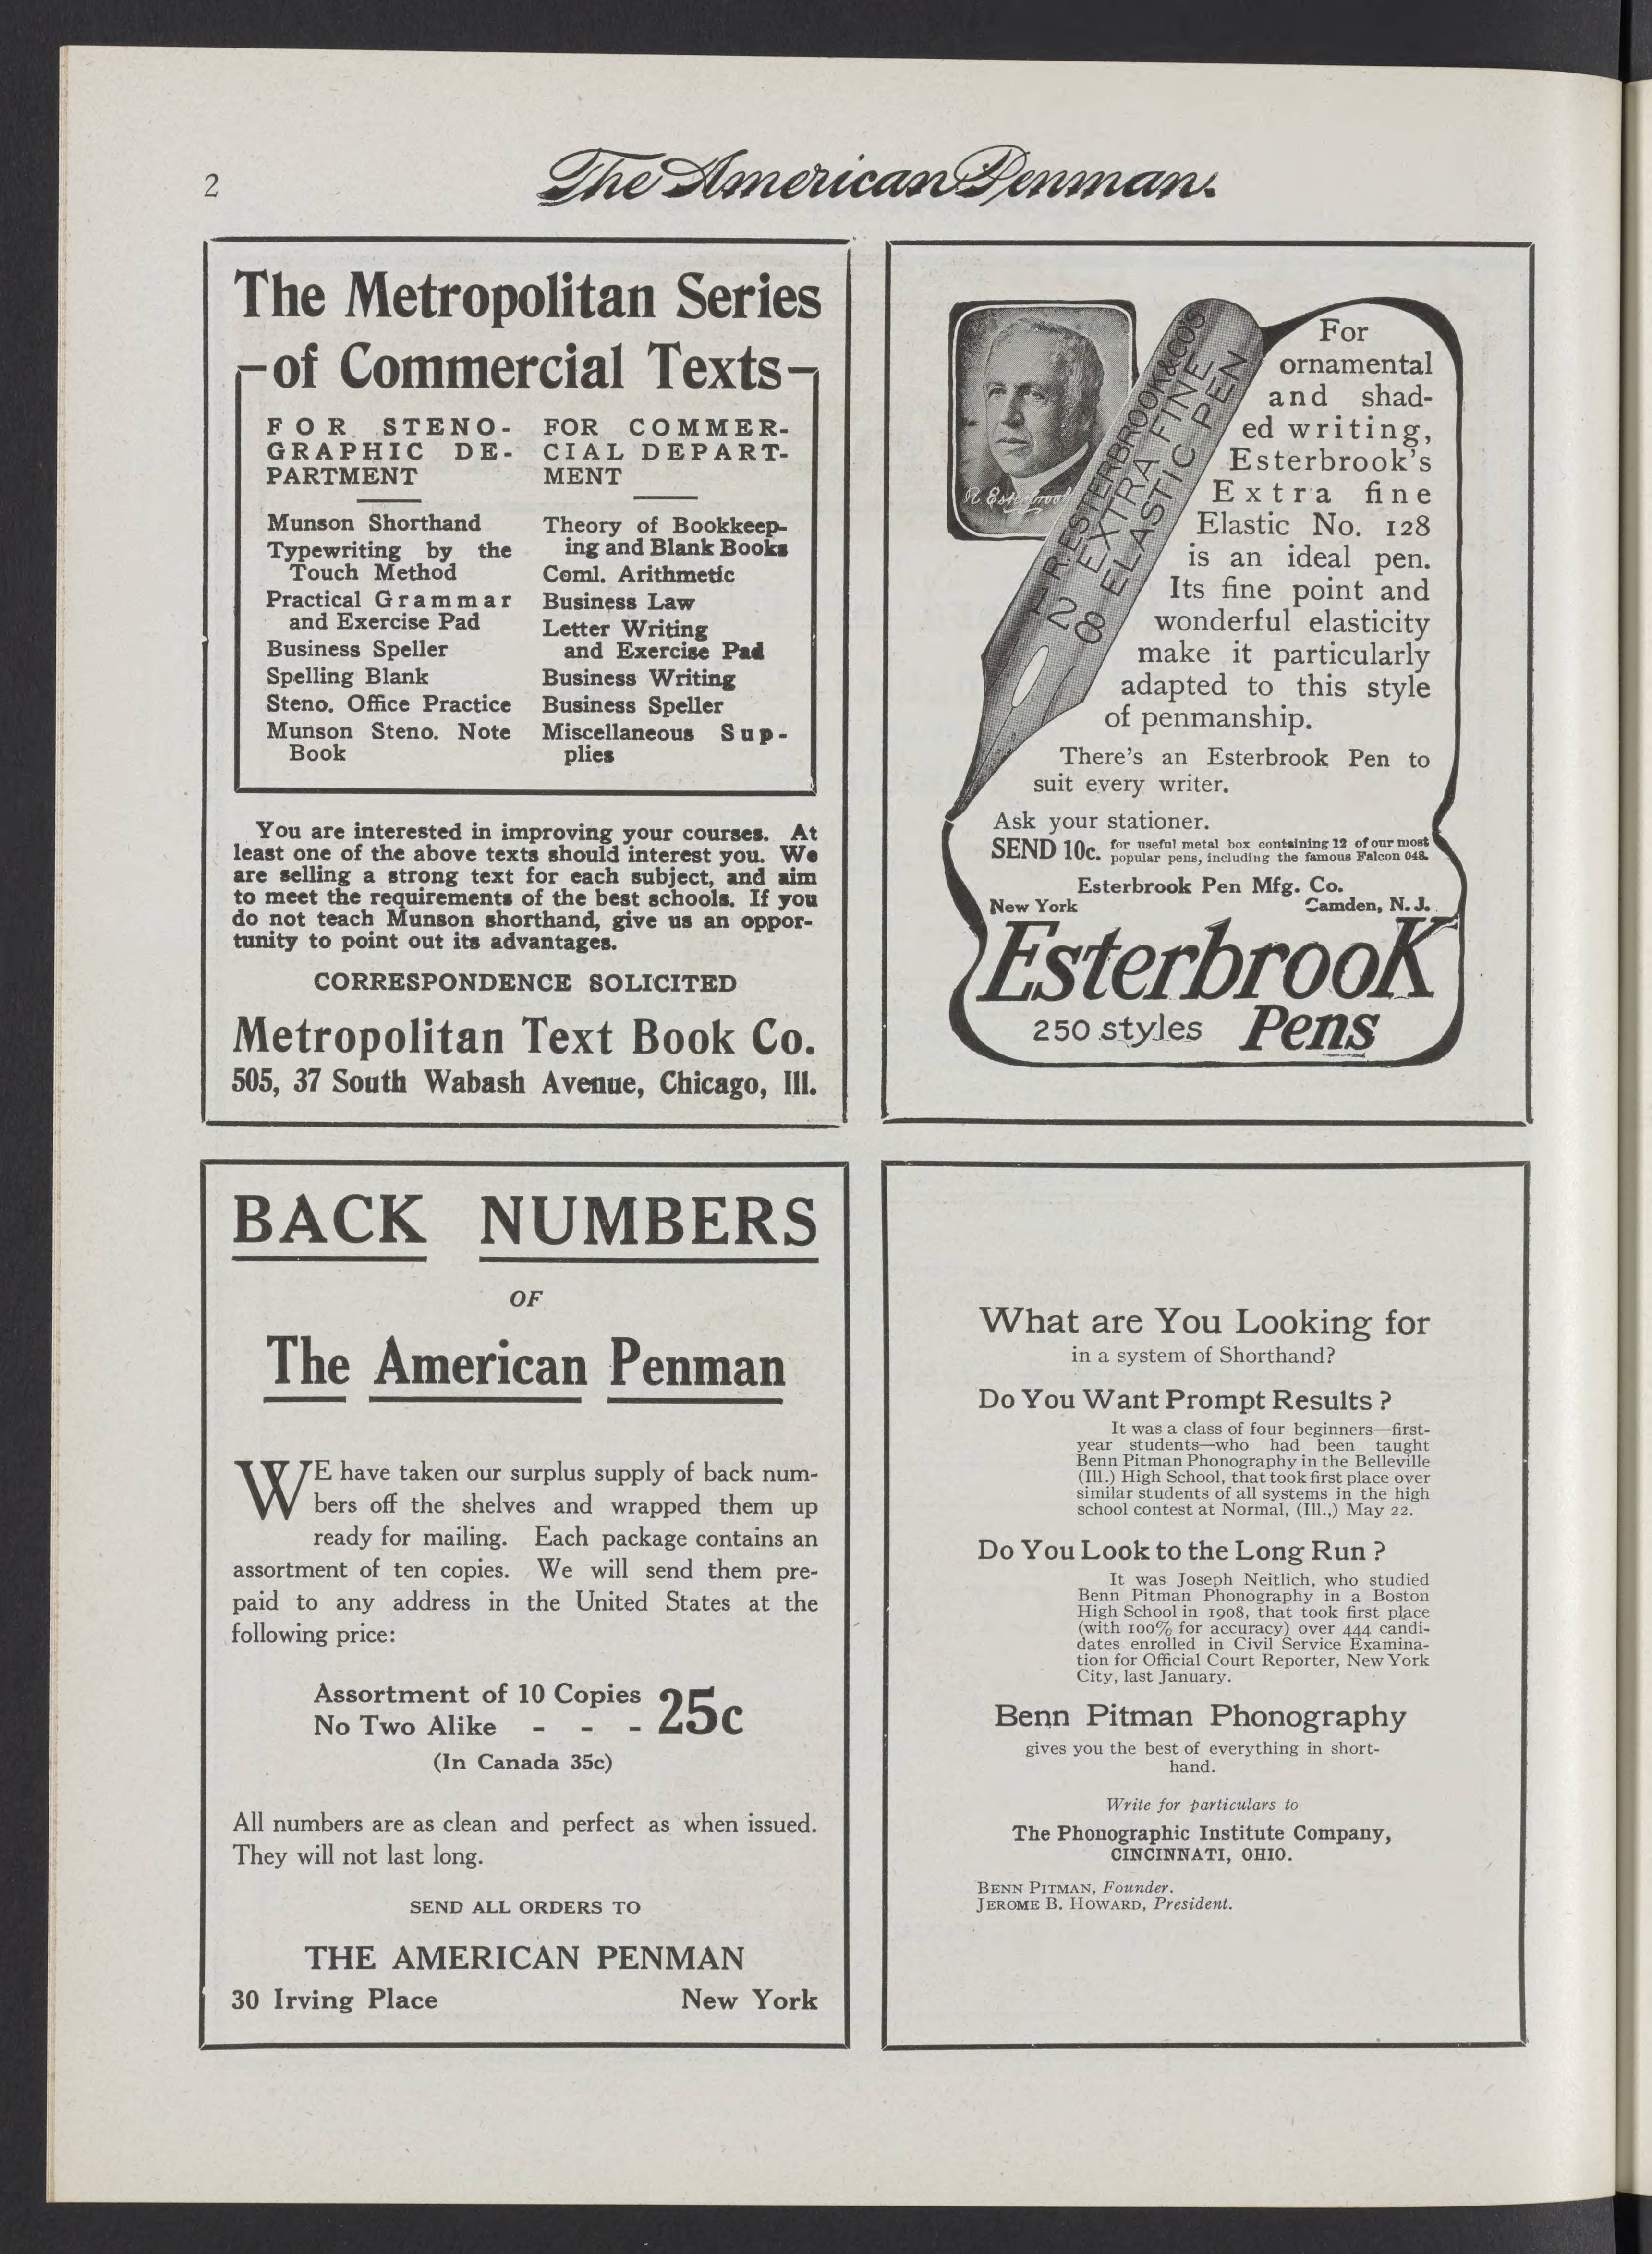 2
The American Penman.
The Metropolitan Series
of Commercial Texts
FOR STENO-
GRAPHIC DE-
PARTMENT
Munson Shorthand
Typewriting by the
Touch Method
Practical Grammar
and Exercise Pad
Business Speller
Spelling Blank
Steno. Office Practice
Munson Steno. Note
Book
FOR COMMER-
CIAL DEPART-
MENT
Theory of Bookkeep-
ing and Blank Books
Coml. Arithmetic
Business Law
Letter Writing
and Exercise Pad
Business Writing
Business Speller
Miscellaneous Sup-
plies
You are interested in improving your courses. At
least one of the above texts should interest you. We
are selling a strong text for each subject, and aim
to meet the requirements of the best schools. If you
do not teach Munson shorthand, give us an oppor-
tunity to point out its advantages.
CORRESPONDENCE SOLICITED
Metropolitan Text Book Co.
505, 37 South Wabash Avenue, Chicago, Ill.
R. Esterbrook
R. ESTERBROOK & CO'S
EXTRA FINE
ELASTIC PEN
128
For
ornamental
and shad-
ed writing,
Esterbrook's
Extra fine
Elastic No. 128
is an ideal pen.
Its fine point and
wonderful elasticity
make it particularly
adapted to this style
of penmanship.
There's an Esterbrook Pen to
suit every writer.
Ask your stationer.
SEND 10c. for useful metal box containing 12 of our most
popular pens, including the famous Falcon 048.
Esterbrook Pen Mfg. Co.
New York Camden, N. J.
Esterbrook
250 styles Pens
BACK NUMBERS
OF
The American Penman
WE have taken our surplus supply of back num-
bers off the shelves and wrapped them up
ready for mailing. Each package contains an
assortment of ten copies. We will send them pre-
paid to any address in the United States at the
following price:
Assortment of 10 Copies
No Two Alike - - - 25c
(In Canada 35c)
All numbers are as clean and perfect as when issued.
They will not last long.
SEND ALL ORDERS TO
THE AMERICAN PENMAN
30 Irving Place New York
What are You Looking for
in a system of Shorthand?
Do You Want Prompt Results ?
It was a class of four beginners—first-
year students—who had been taught
Benn Pitman Phonography in the Belleville
(Ill.) High School, that took first place over
similar students of all systems in the high
school contest at Normal, (Ill.,) May 22.
Do You Look to the Long Run ?
It was Joseph Neitlich, who studied
Benn Pitman Phonography in a Boston
High School in 1908, that took first place
(with 100% for accuracy) over 444 candi-
dates enrolled in Civil Service Examina-
tion for Official Court Reporter, New York
City, last January.
Benn Pitman Phonography
gives you the best of everything in short-
hand.
Write for particulars to
The Phonographic Institute Company,
CINCINNATI, OHIO.
BENN PITMAN, Founder.
JEROME B. HOWARD, President.